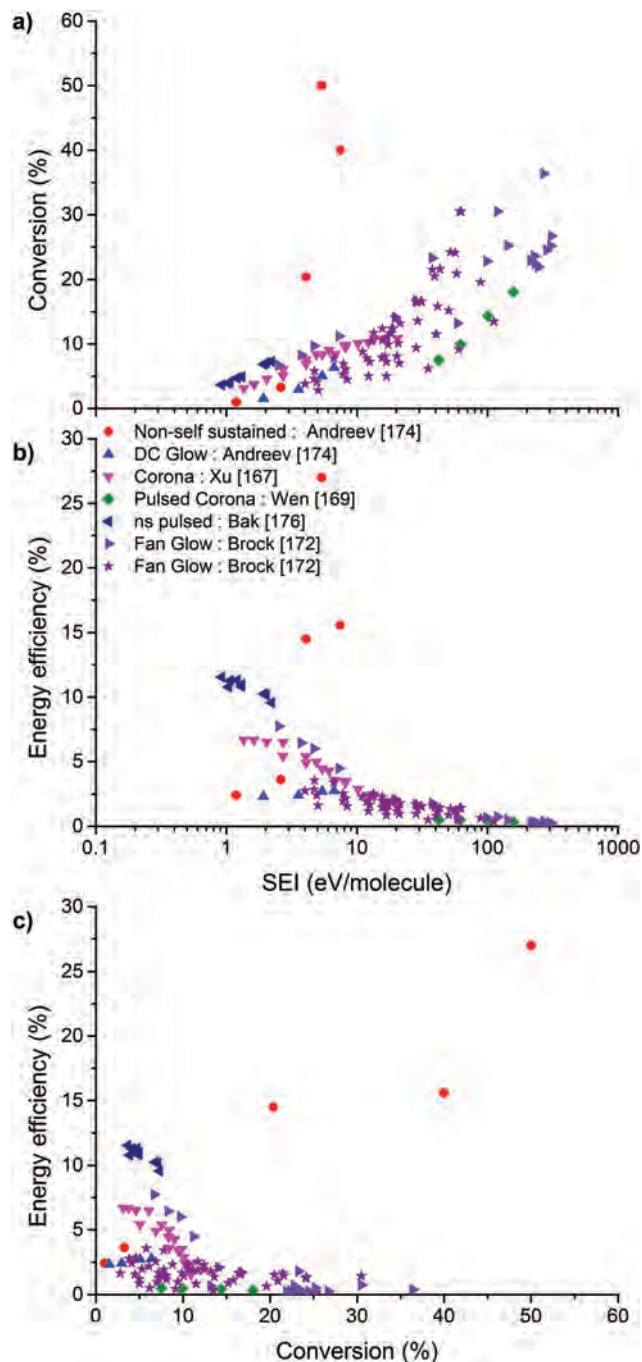 a)
60
50
40
30
20
10
0
Conversion (%)
b)
30
25
20
15
10
5
0
Energy efficiency (%)
Non-self sustained : Andreev [174]
DC Glow : Andreev [174]
Corona : Xu [167]
Pulsed Corona : Wen [169]
ns pulsed : Bak [176]
Fan Glow : Brock [172]
Fan Glow : Brock [172]
0.1 1 10 100 1000
SEI (eV/molecule)
c)
30
25
20
15
10
5
0
Energy efficiency (%)
0 10 20 30 40 50 60
Conversion (%)